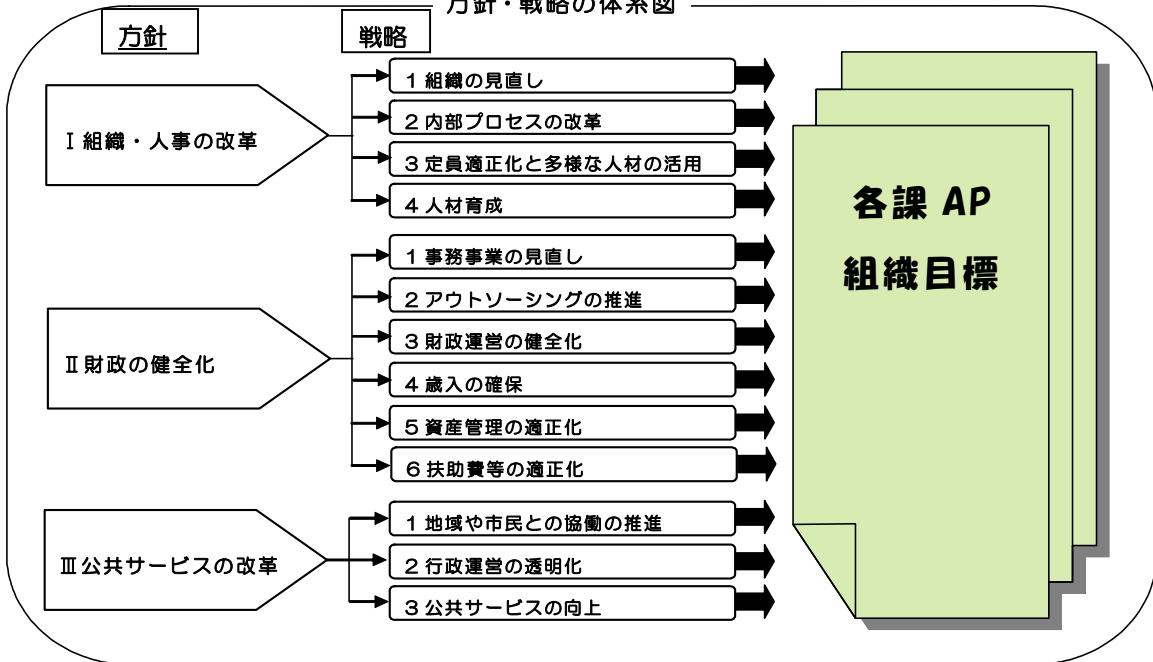 方針・戦略の体系図
方針
戦略
Ⅰ組織・人事の改革
1 組織の見直し
2 内部プロセスの改革
3 定員適正化と多様な人材の活用
4 人材育成
Ⅱ財政の健全化
1 事務事業の見直し
2 アウトソーシングの推進
3 財政運営の健全化
4 歳入の確保
5 資産管理の適正化
6 扶助費等の適正化
Ⅲ公共サービスの改革
1 地域や市民との協働の推進
2 行政運営の透明化
3 公共サービスの向上
各課 AP
組織目標